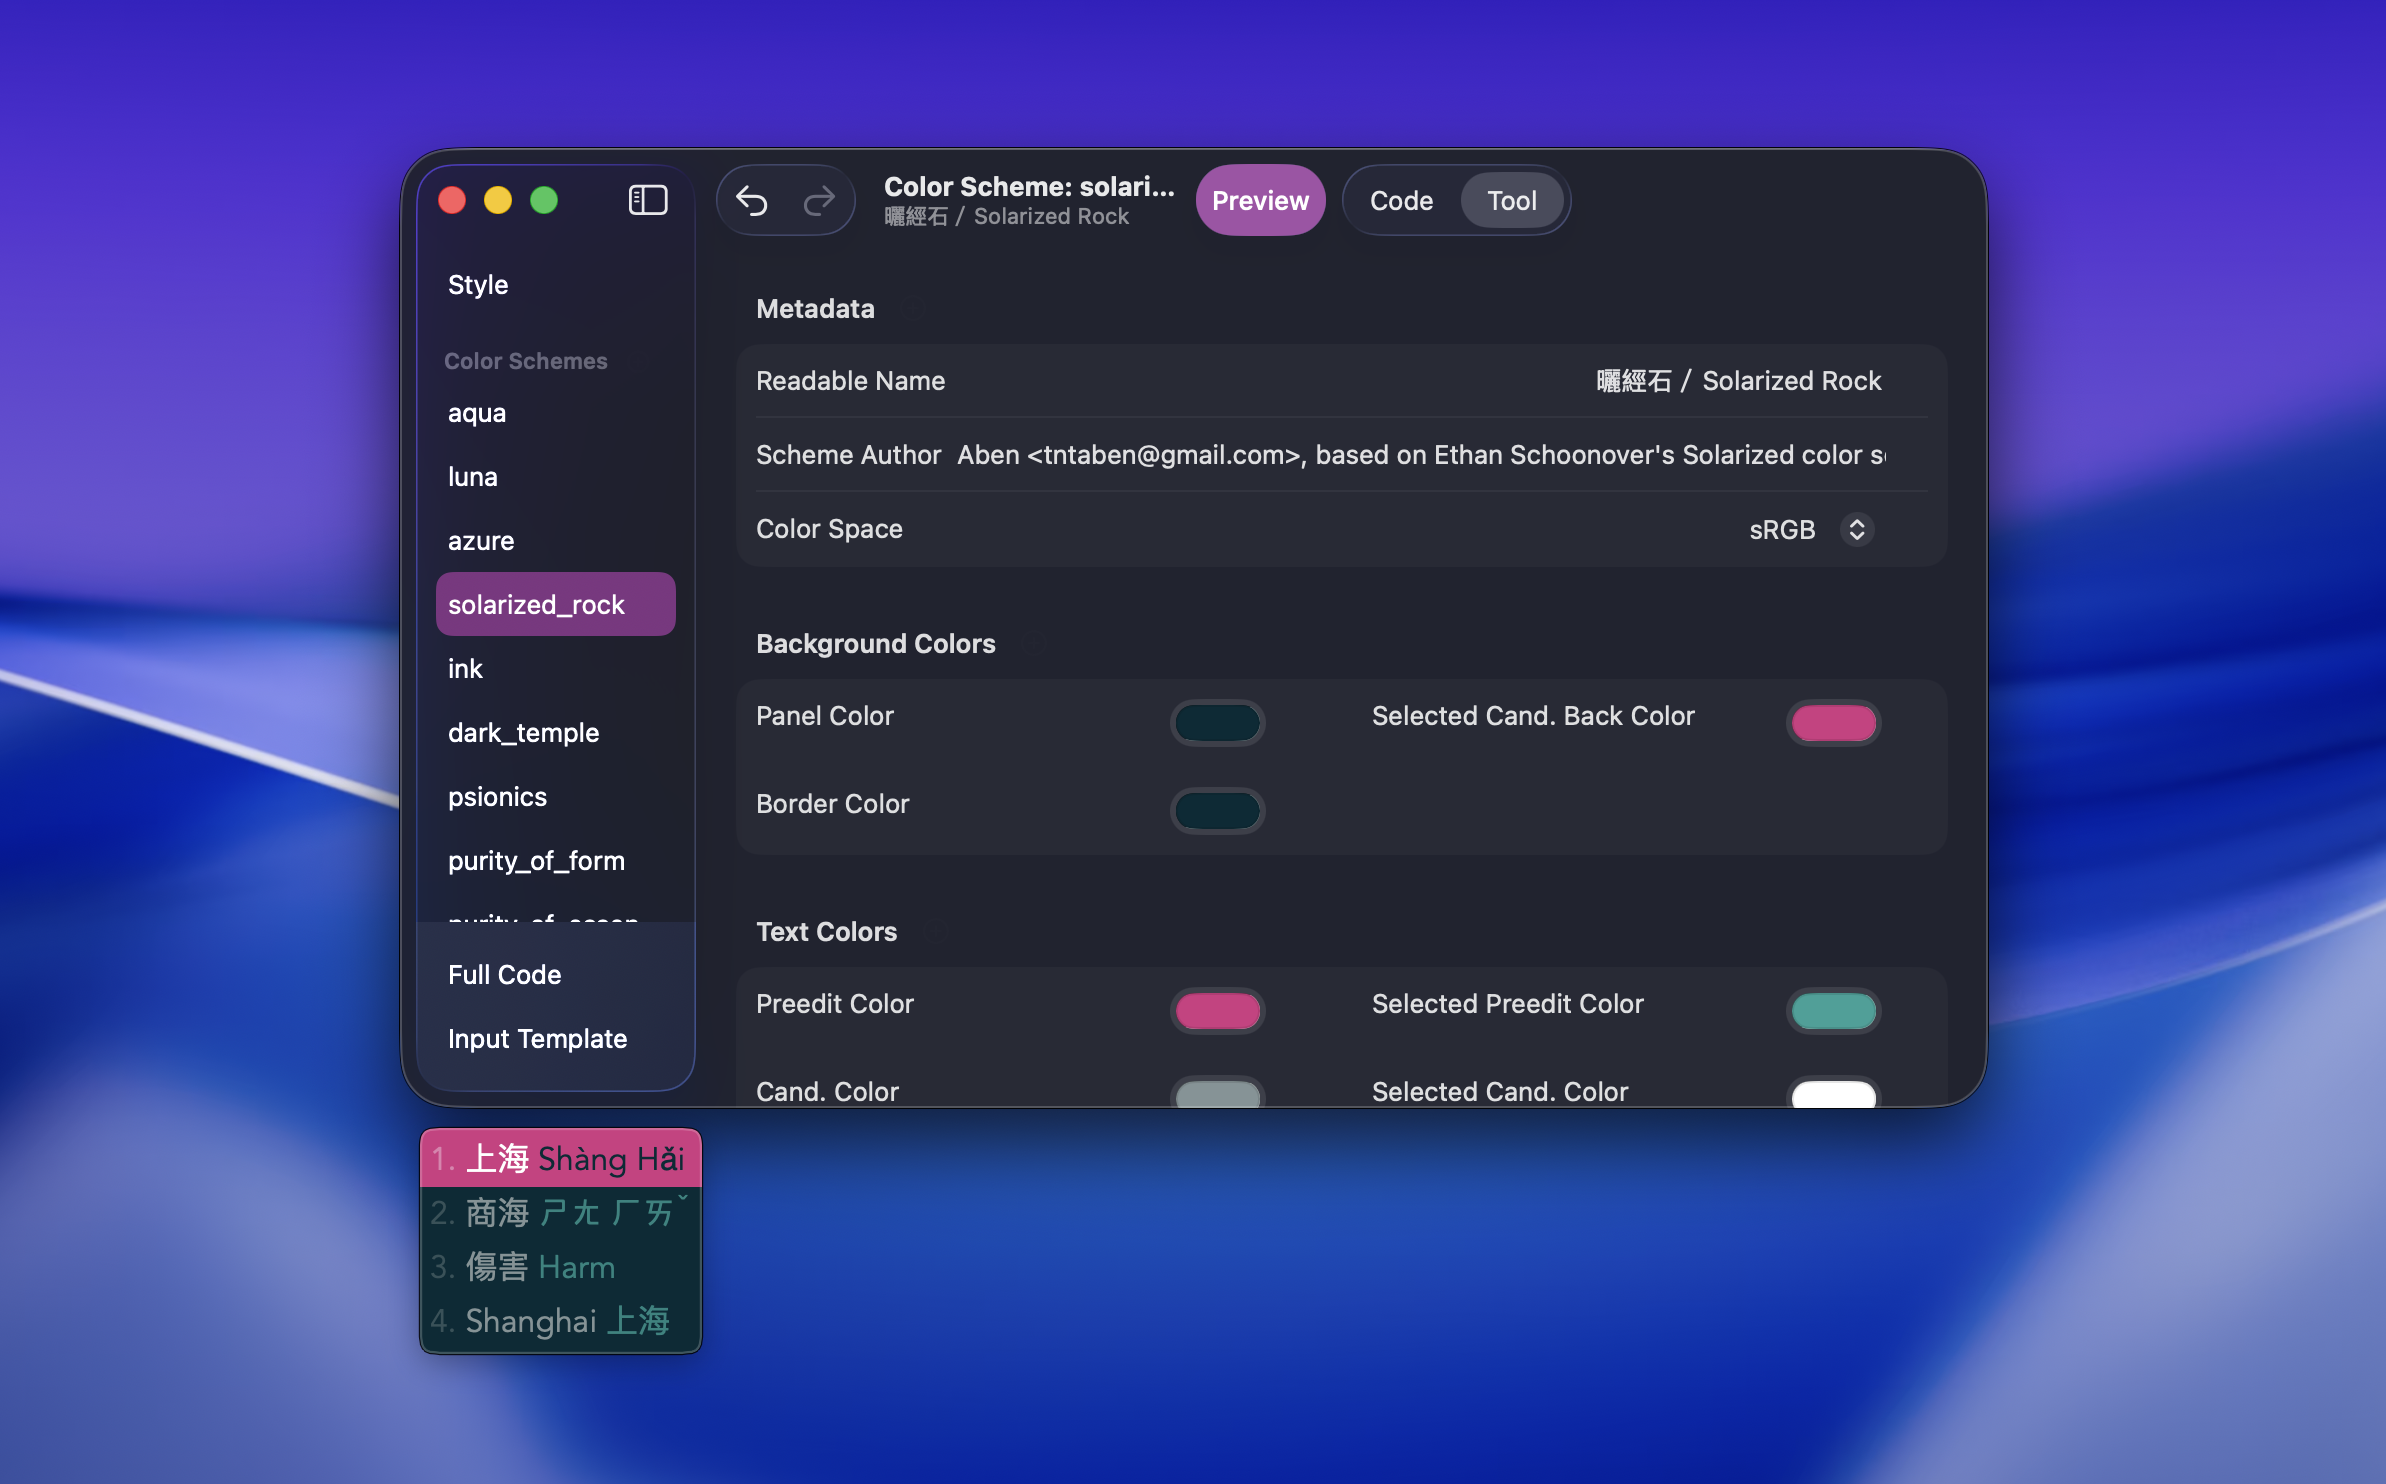 Style
Color Schemes
aqua
luna
azure
solarized_rock
ink
dark_temple
psionics
purity_of_form
Full Code
Input Template
Color Scheme: solari...
曬經石 / Solarized Rock
Preview
Code
Tool
Metadata
Readable Name 曬經石 / Solarized Rock
Scheme Author Aben <tntaben@gmail.com>, based on Ethan Schoonover's Solarized color
Color Space sRGB
Background Colors
Panel Color
Selected Cand. Back Color
Border Color
Text Colors
Preedit Color
Selected Preedit Color
Cand. Color
Selected Cand. Color
1. 上海 Shàng Hǎi
2. 商海 ㄕㄤ ㄏㄞˇ
3. 傷害 Harm
4. Shanghai 上海